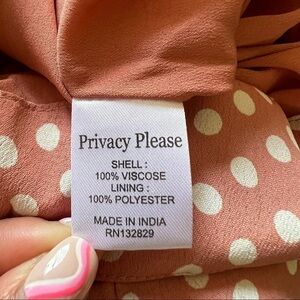 Privacy Please
SHELL :
100% VISCOSE
LINING :
100% POLYESTER
MADE IN INDIA
RN132829